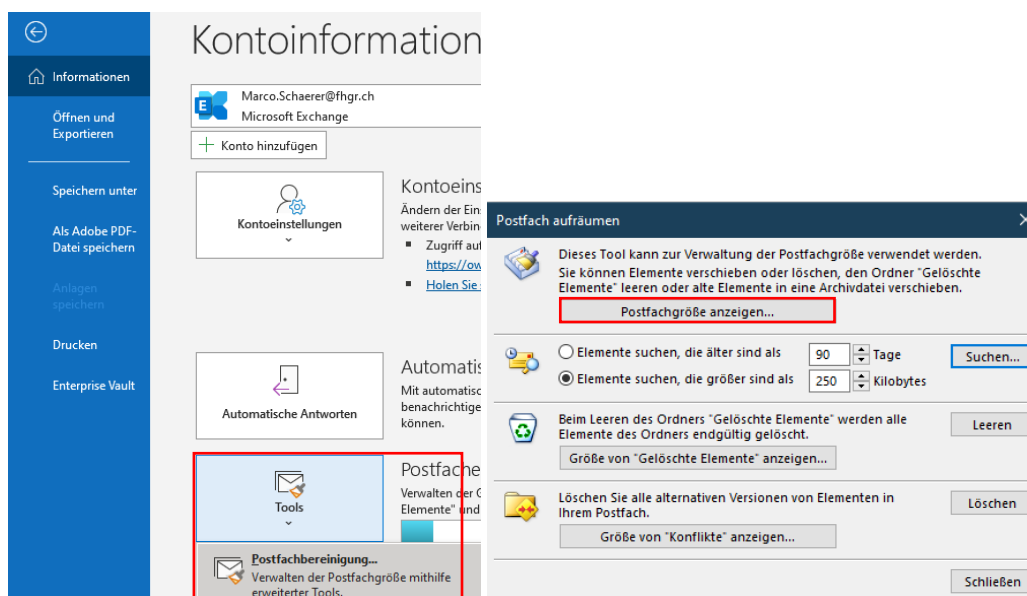 Kontoinformation
Informationen
Öffnen und
Exportieren
Speichern unter
Als Adobe PDF-
Datei speichern
Anlagen
speichern
Drucken
Enterprise Vault
Marco.Schaerer@fhgr.ch
Microsoft Exchange
Konto hinzufügen
Kontoeinstellungen
Kontoeins
Ändern der Ein
weiterer Verbin
Zugriff auf
https://ow
Holen Sie
Automatische Antworten
Automatis
Mit automatisc
benachrichtige
können.
Tools
Postfache
Verwalten der G
Elemente" und
Postfachbereinigung...
Verwalten der Postfachgröße mithilfe
erweiterter Tools.
Postfach aufräumen
Dieses Tool kann zur Verwaltung der Postfachgröße verwendet werden.
Sie können Elemente verschieben oder löschen, den Ordner "Gelöschte
Elemente" leeren oder alte Elemente in eine Archivdatei verschieben.
Postfachgröße anzeigen...
Elemente suchen, die älter sind als 90 Tage
Suchen...
Elemente suchen, die größer sind als 250 Kilobytes
Beim Leeren des Ordners "Gelöschte Elemente" werden alle
Elemente des Ordners endgültig gelöscht.
Leeren
Größe von "Gelöschte Elemente" anzeigen...
Löschen Sie alle alternativen Versionen von Elementen in
Ihrem Postfach.
Löschen
Größe von "Konflikte" anzeigen...
Schließen